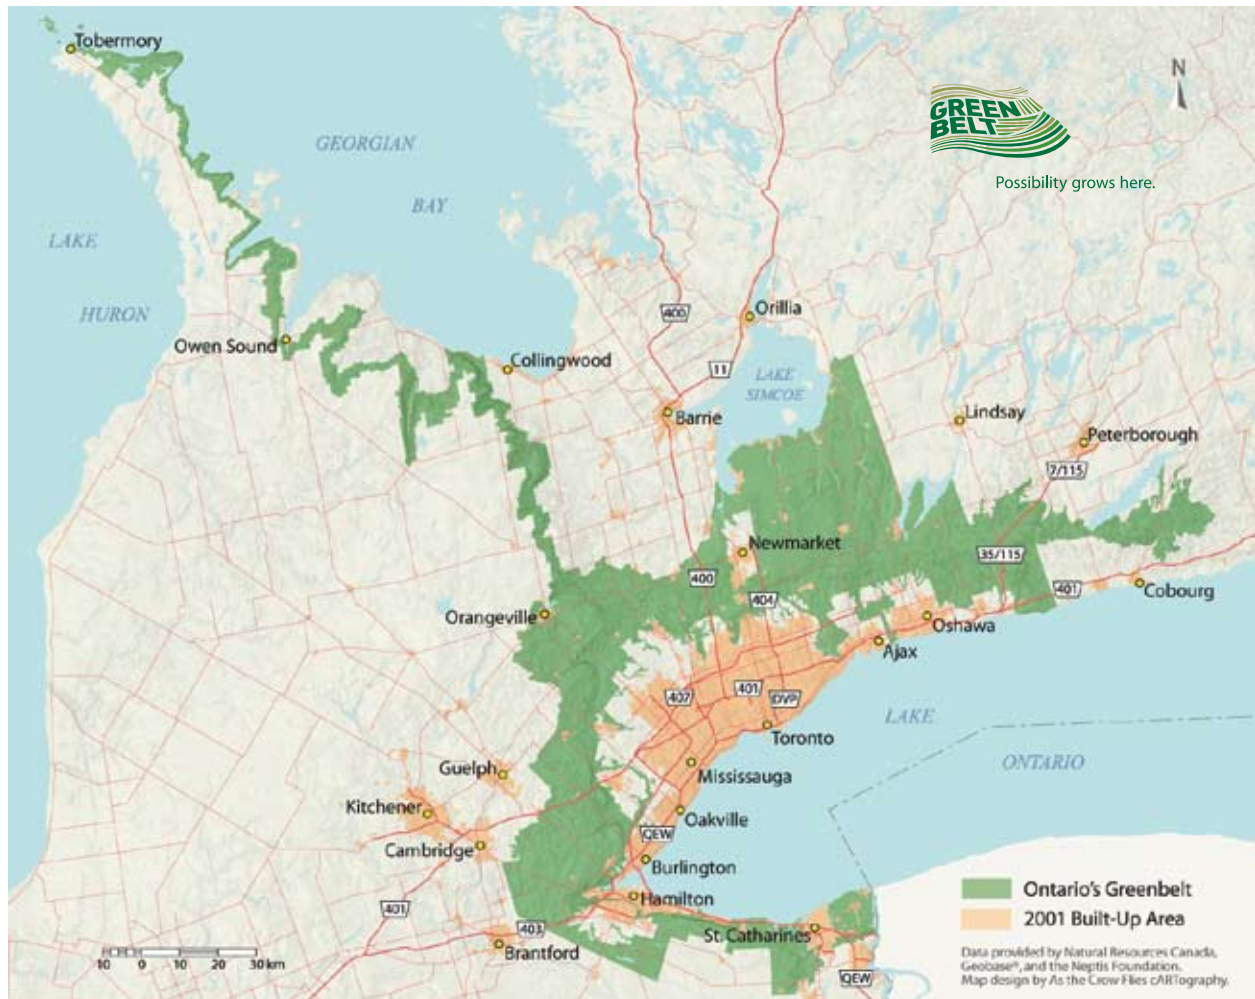 Tobermory
N
GREEN
BELT
Possibility grows here.
GEORGIAN
BAY
LAKE
HURON
400
Orillia
Owen Sound
Collingwood
11
LAKE
SIMCOE
Barrie
Lindsay
Peterborough
7/115
Newmarket
35/115
400
404
401
Cobourg
Orangeville
Oshawa
Ajax
407
401
DVP
LAKE
Toronto
ONTARIO
Guelph
Mississauga
Kitchener
Oakville
QEW
Cambridge
Burlington
Hamilton
Ontario's Greenbelt
401
2001 Built-Up Area
403
St. Catharines
Brantford
10 0 10 20 30 km
QEW
Data provided by Natural Resources Canada,
Geobase®, and the Neptis Foundation.
Map design by As the Crow Flies cARTography.